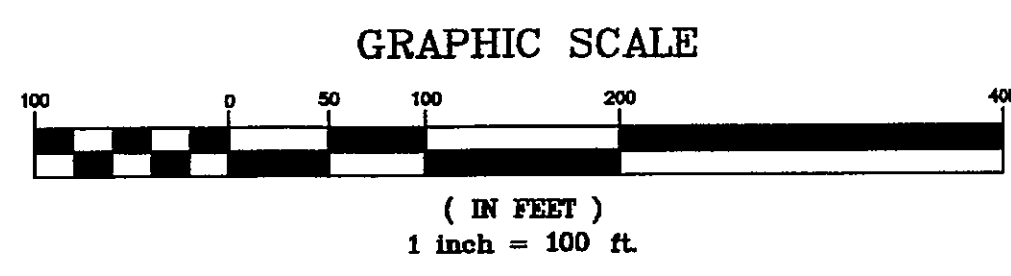 GRAPHIC SCALE
100 0 50 100 200 400
( IN FEET )
1 inch = 100 ft.